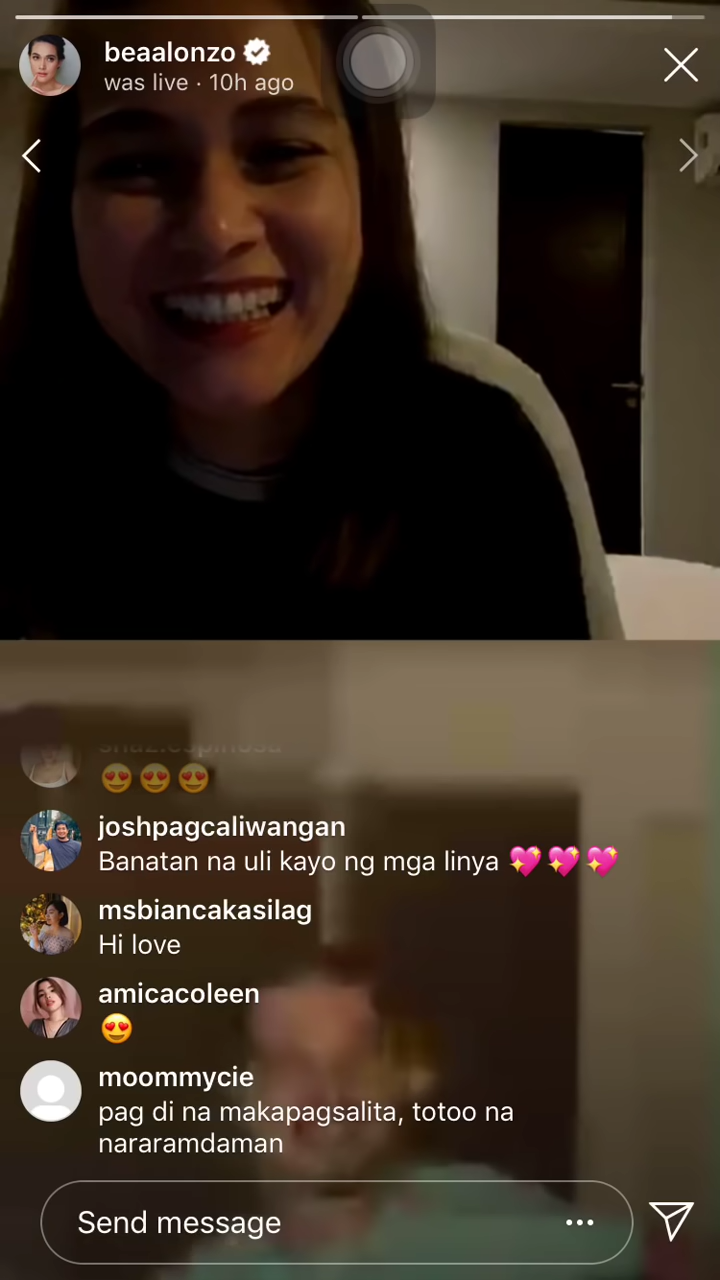 beaalonzo
was live · 10h ago
😍😍😍
joshpagcaliwangan
Banatan na uli kayo ng mga linya 💖💖💖
msbiancakasilag
Hi love
amicacoleen
😍
moommycie
pag di na makapagsalita, totoo na
nararamdaman
Send message